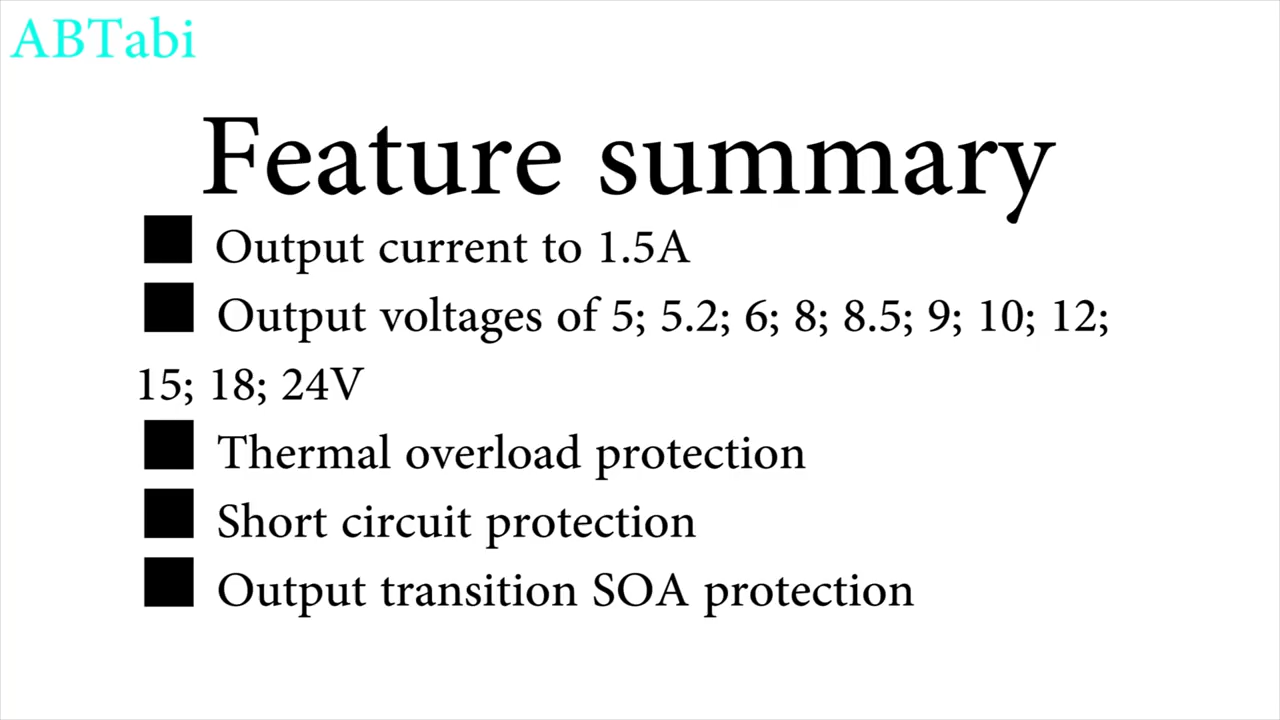 ABTabi
Feature summary
Output current to 1.5A
Output voltages of 5; 5.2; 6; 8; 8.5; 9; 10; 12;
15; 18; 24V
Thermal overload protection
Short circuit protection
Output transition SOA protection